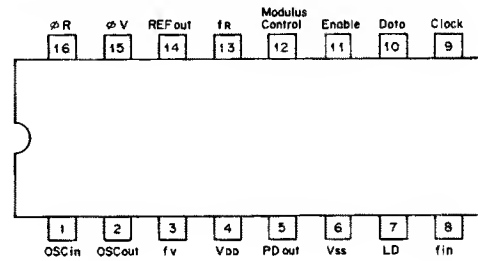 øR øV REFout fR Modulus Control Enable Data Clock
16 15 14 13 12 11 10 9
1 2 3 4 5 6 7 8
OSCin OSCout fv VDD PDout Vss LD fin